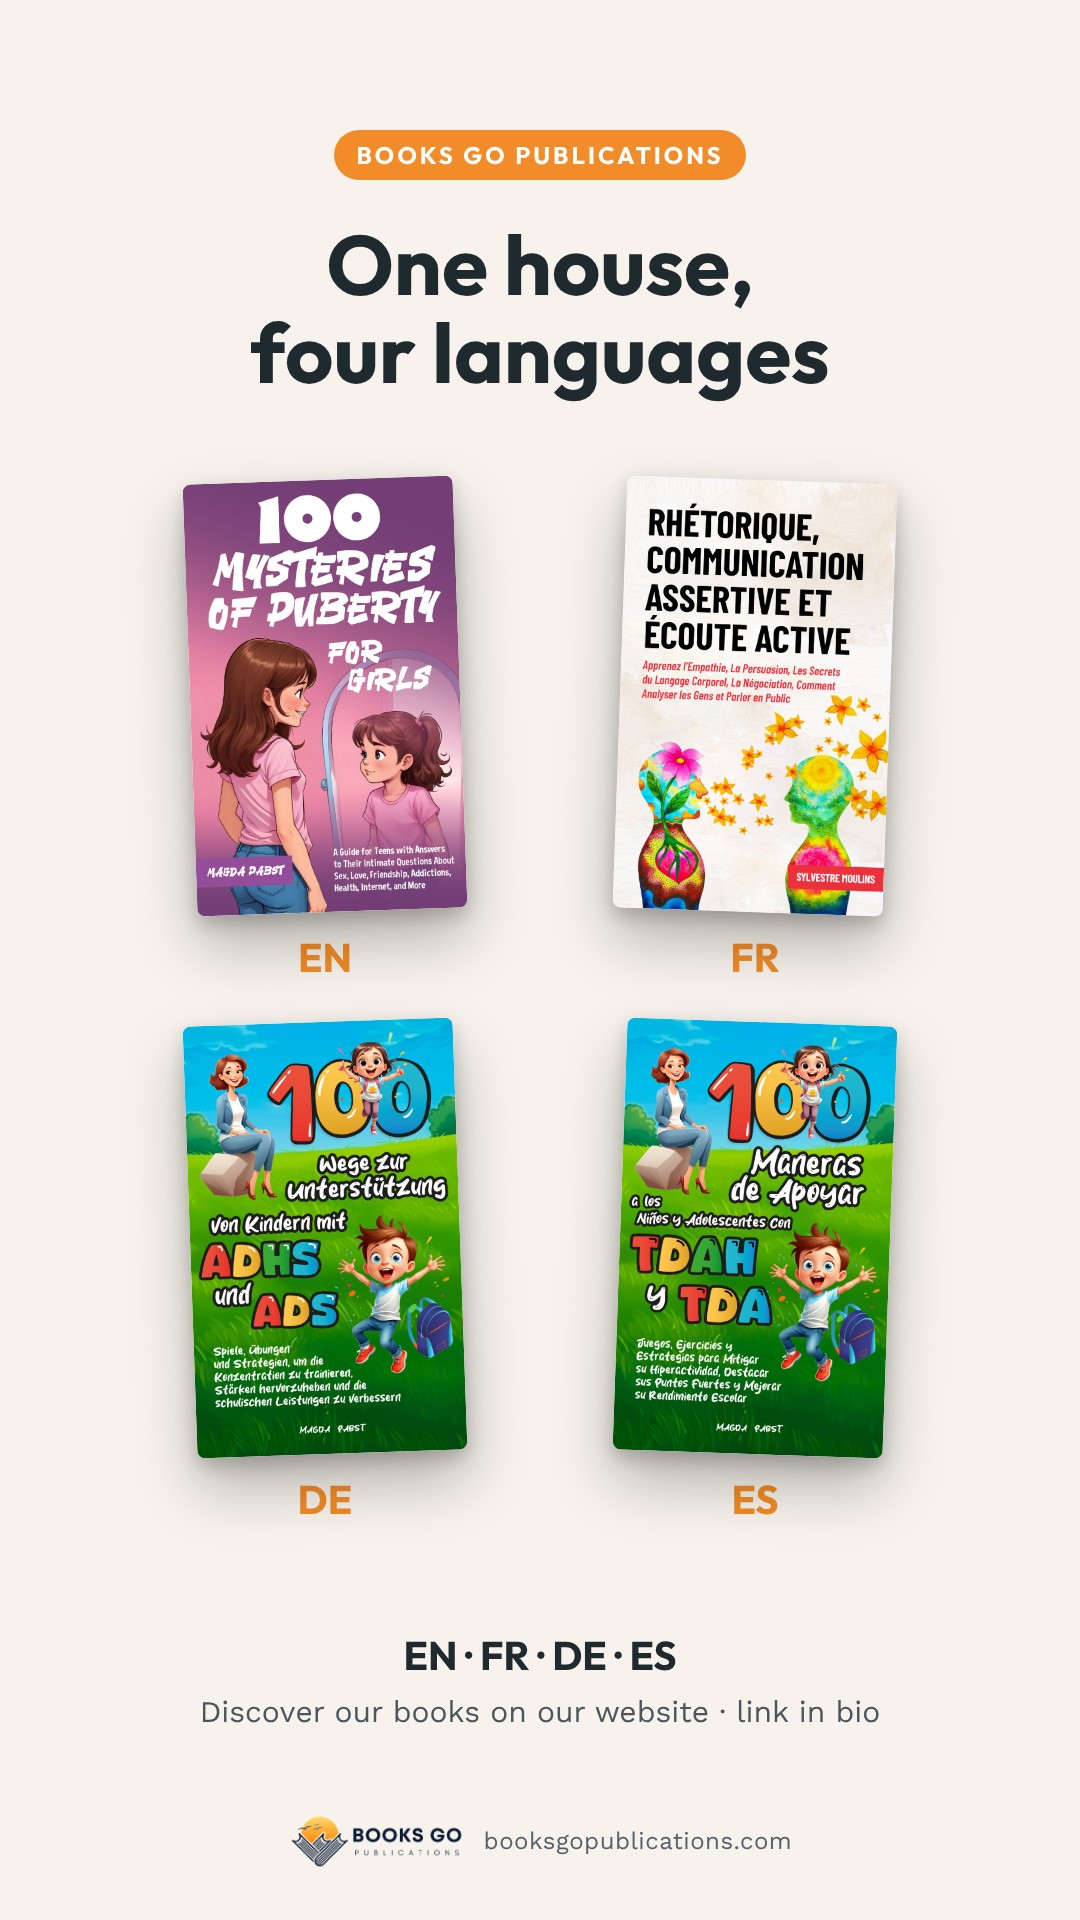 BOOKS GO PUBLICATIONS
One house,
four languages
100
MYSTERIES
OF PUBERTY
FOR
GIRLS
MAGDA PABST
A Guide for Teens with Answers
to Their Intimate Questions About
Sex, Love, Friendship, Addictions,
Health, Internet, and More
EN
RHÉTORIQUE,
COMMUNICATION
ASSERTIVE ET
ÉCOUTE ACTIVE
Apprenez l'Empathie, La Persuasion, Les Secrets
du Langage Corporel, La Négociation, Comment
Analyser les Gens et Parler en Public
SYLVESTRE MOULINS
FR
100
Wege zur
Unterstützung
von Kindern mit
ADHS
und
ADS
Spiele, Übungen
und Strategien, um die
Konzentration zu trainieren,
Stärken hervorzuheben und die
schulischen Leistungen zu verbessern
MAGDA PABST
DE
100
Maneras
de Apoyar
a los
Niños y Adolescentes Con
TDAH
y TDA
Juegos, Ejercicios y
Estrategias para Mitigar
su Hiperactividad, Destacar
sus Puntos Fuertes y Mejorar
su Rendimiento Escolar
MAGDA PABST
ES
EN · FR · DE · ES
Discover our books on our website · link in bio
BOOKS GO
PUBLICATIONS
booksgopublications.com